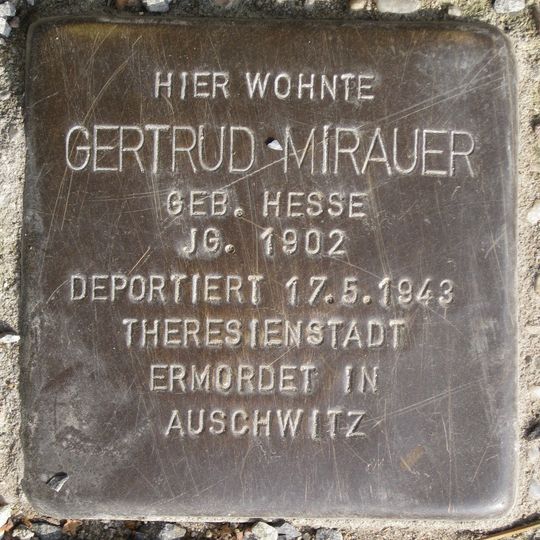 HIER WOHNTE
GERTRUD MIRAUER
GEB. HESSE
JG. 1902
DEPORTIERT 17.5.1943
THERESIENSTADT
ERMORDET IN
AUSCHWITZ